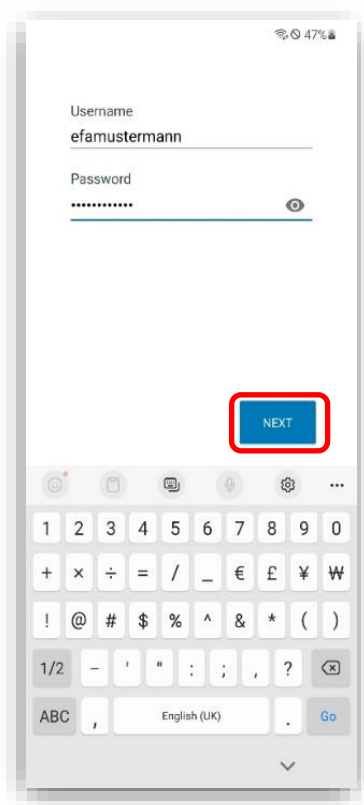 47%
Username
efamustermann
Password
••••••••••••
NEXT
1 2 3 4 5 6 7 8 9 0
+ × ÷ = / _ € £ ¥ ₩
! @ # $ % ^ & * ( )
1/2 - ' " : ; , ?
ABC , English (UK) . Go